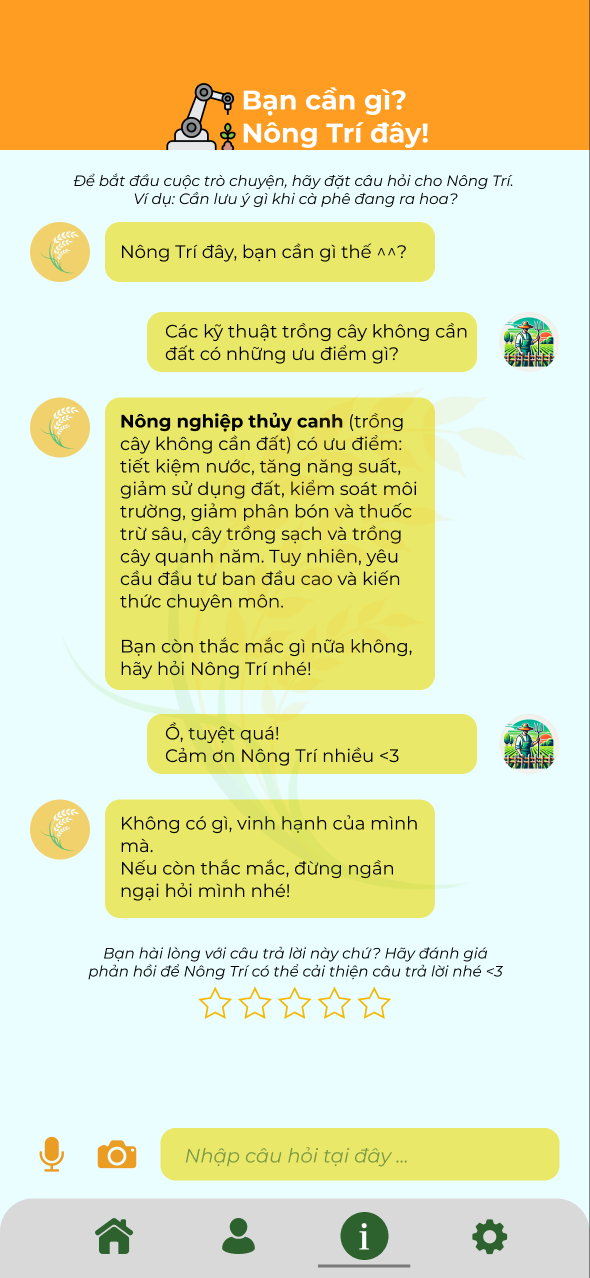 Bạn cần gì?
Nông Trí đây!
Để bắt đầu cuộc trò chuyện, hãy đặt câu hỏi cho Nông Trí.
Ví dụ: Cần lưu ý gì khi cà phê đang ra hoa?
Nông Trí đây, bạn cần gì thế ^^?
Các kỹ thuật trồng cây không cần
đất có những ưu điểm gì?
Nông nghiệp thủy canh (trồng
cây không cần đất) có ưu điểm:
tiết kiệm nước, tăng năng suất,
giảm sử dụng đất, kiểm soát môi
trường, giảm phân bón và thuốc
trừ sâu, cây trồng sạch và trồng
cây quanh năm. Tuy nhiên, yêu
cầu đầu tư ban đầu cao và kiến
thức chuyên môn.
Bạn còn thắc mắc gì nữa không,
hãy hỏi Nông Trí nhé!
Ồ, tuyệt quá!
Cảm ơn Nông Trí nhiều <3
Không có gì, vinh hạnh của mình
mà.
Nếu còn thắc mắc, đừng ngần
ngại hỏi mình nhé!
Bạn hài lòng với câu trả lời này chứ? Hãy đánh giá
phản hồi để Nông Trí có thể cải thiện câu trả lời nhé <3
Nhập câu hỏi tại đây ...